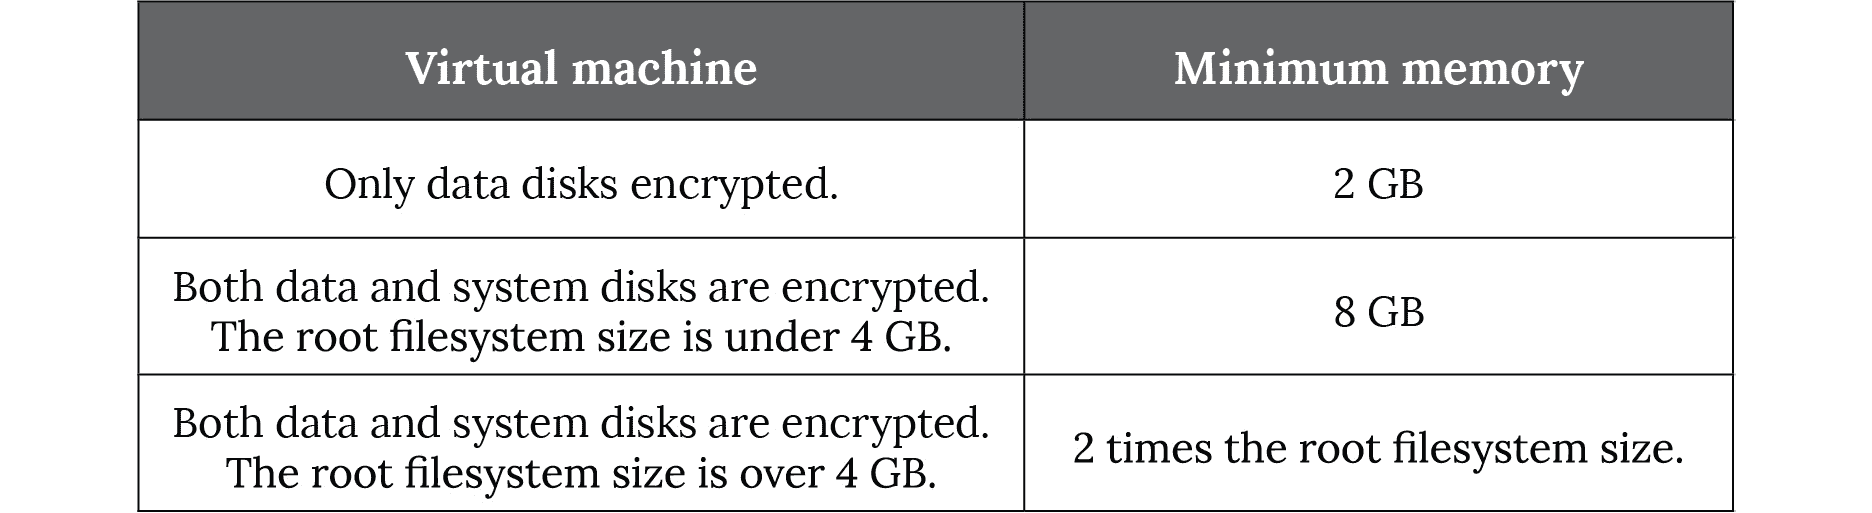 Virtual machine
Minimum memory
Only data disks encrypted.
2 GB
Both data and system disks are encrypted.
The root filesystem size is under 4 GB.
8 GB
Both data and system disks are encrypted.
The root filesystem size is over 4 GB.
2 times the root filesystem size.